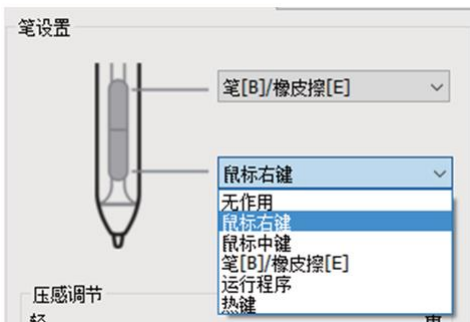 笔设置
笔[B]/橡皮擦[E]
鼠标右键
无作用
鼠标右键
鼠标中键
笔[B]/橡皮擦[E]
运行程序
热键
压感调节
轻